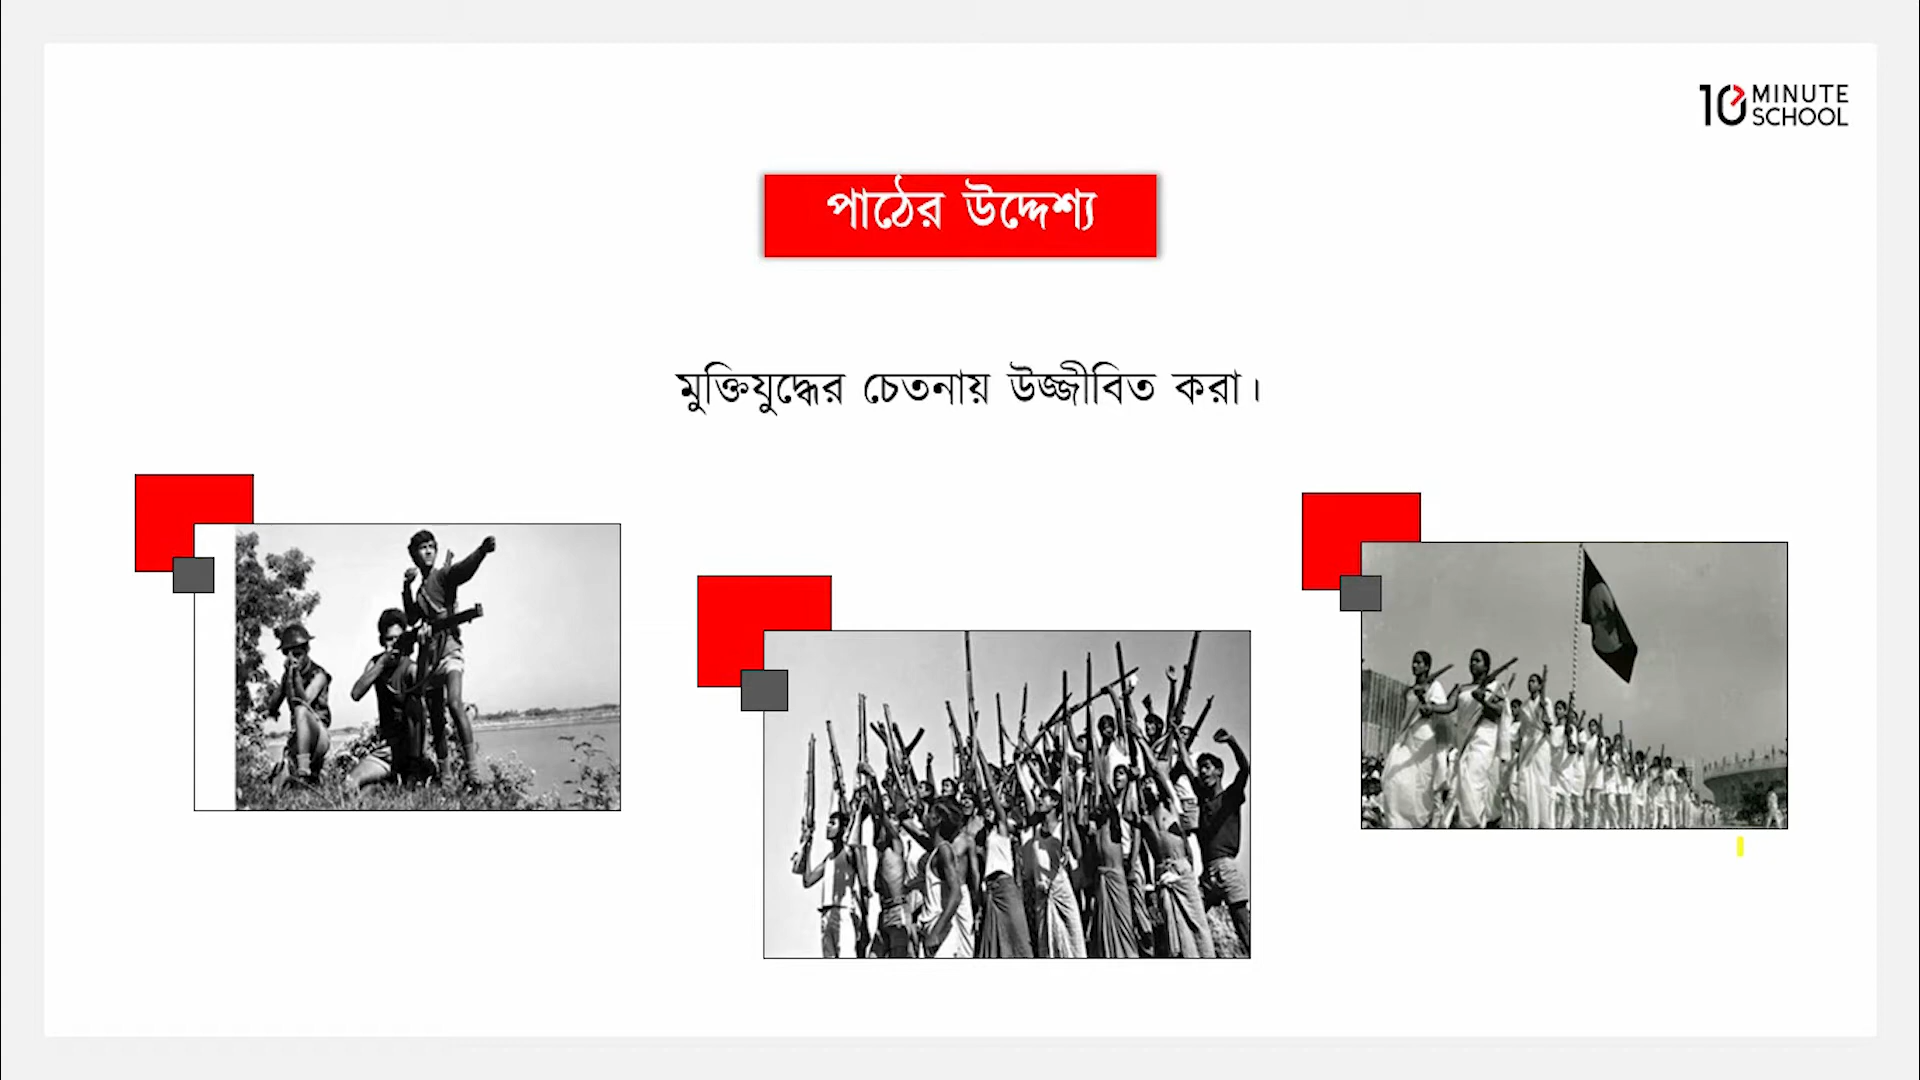 10 MINUTE
SCHOOL
পাঠের উদ্দেশ্য
মুক্তিযুদ্ধের চেতনায় উজ্জীবিত করা।